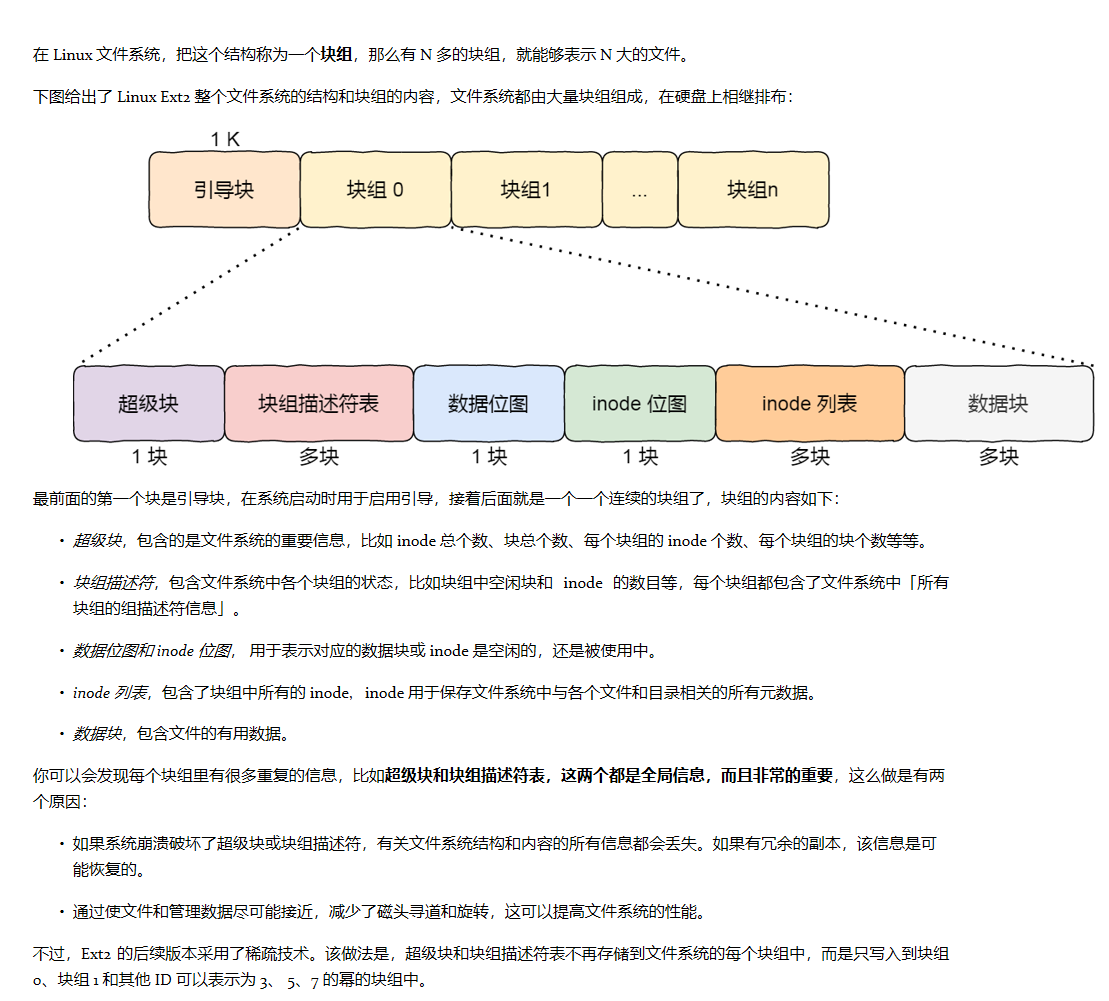 在 Linux 文件系统，把这个结构称为一个块组，那么有 N 多的块组，就能够表示 N 大的文件。
下图给出了 Linux Ext2 整个文件系统的结构和块组的内容，文件系统都由大量块组组成，在硬盘上相继排布：
1 K
引导块 块组 0 块组1 ... 块组n
超级块 块组描述符表 数据位图 inode 位图 inode 列表 数据块
1 块 多块 1 块 1 块 多块 多块
最前面的第一个块是引导块，在系统启动时用于启用引导，接着后面就是一个一个连续的块组了，块组的内容如下：
• 超级块，包含的是文件系统的重要信息，比如 inode 总个数、块总个数、每个块组的 inode 个数、每个块组的块个数等等。
• 块组描述符，包含文件系统中各个块组的状态，比如块组中空闲块和 inode 的数目等，每个块组都包含了文件系统中「所有
块组的组描述符信息」。
• 数据位图和 inode 位图， 用于表示对应的数据块或 inode 是空闲的，还是被使用中。
• inode 列表，包含了块组中所有的 inode，inode 用于保存文件系统中与各个文件和目录相关的所有元数据。
• 数据块，包含文件的有用数据。
你可以会发现每个块组里有很多重复的信息，比如超级块和块组描述符表，这两个都是全局信息，而且非常的重要，这么做是有两
个原因：
• 如果系统崩溃破坏了超级块或块组描述符，有关文件系统结构和内容的所有信息都会丢失。如果有冗余的副本，该信息是可
能恢复的。
• 通过使文件和管理数据尽可能接近，减少了磁头寻道和旋转，这可以提高文件系统的性能。
不过，Ext2 的后续版本采用了稀疏技术。该做法是，超级块和块组描述符表不再存储到文件系统的每个块组中，而是只写入到块组
0、块组 1 和其他 ID 可以表示为 3、 5、7 的幂的块组中。